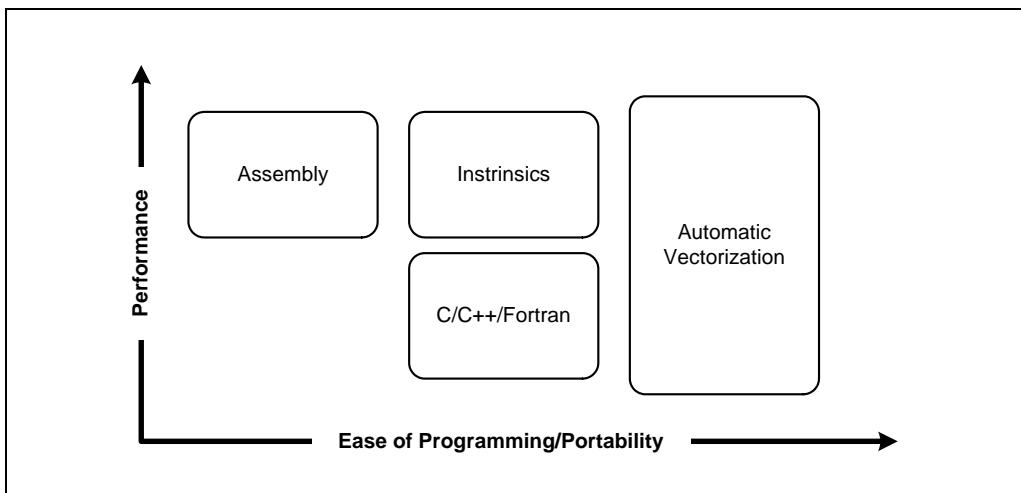 Performance
Assembly
Instrinsics
C/C++/Fortran
Automatic
Vectorization
Ease of Programming/Portability